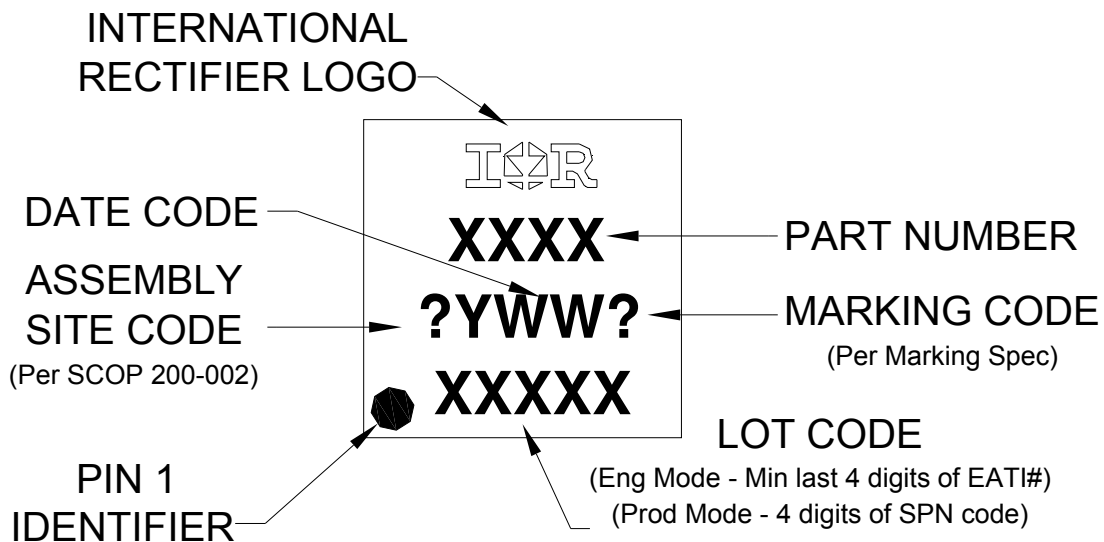 INTERNATIONAL
RECTIFIER LOGO
IOR
DATE CODE
XXXX
PART NUMBER
ASSEMBLY
SITE CODE
(Per SCOP 200-002)
?YWW?
MARKING CODE
(Per Marking Spec)
XXXXX
LOT CODE
(Eng Mode - Min last 4 digits of EATI#)
(Prod Mode - 4 digits of SPN code)
PIN 1
IDENTIFIER